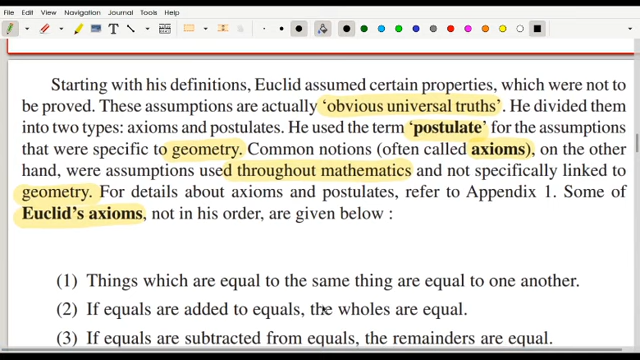 File View Navigation Journal Tools Help
Starting with his definitions, Euclid assumed certain properties, which were not to
be proved. These assumptions are actually ‘obvious universal truths’. He divided them
into two types: axioms and postulates. He used the term ‘postulate’ for the assumptions
that were specific to geometry. Common notions (often called axioms), on the other
hand, were assumptions used throughout mathematics and not specifically linked to
geometry. For details about axioms and postulates, refer to Appendix 1. Some of
Euclid’s axioms, not in his order, are given below :
(1) Things which are equal to the same thing are equal to one another.
(2) If equals are added to equals, the wholes are equal.
(3) If equals are subtracted from equals, the remainders are equal.